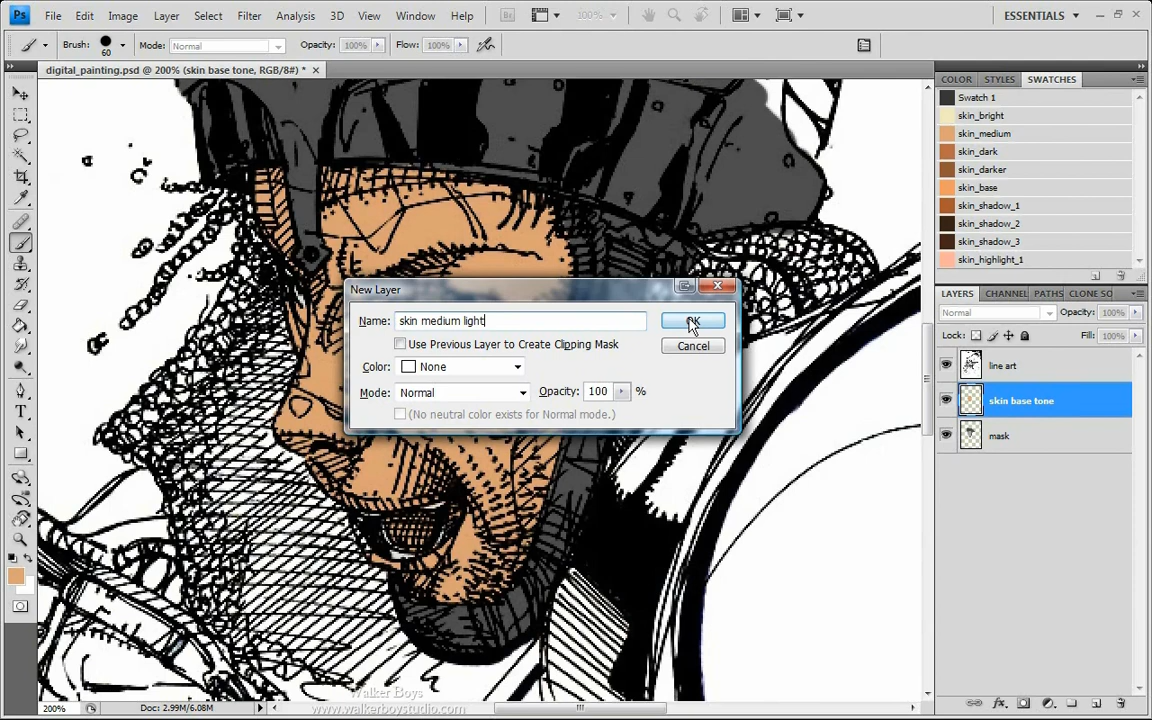 Ps File Edit Image Layer Select Filter Analysis 3D View Window Help Br 100% ESSENTIALS
Brush: 60 Mode: Normal Opacity: 100% Flow: 100%
digital_painting.psd @ 200% (skin base tone, RGB/8#) *
COLOR STYLES SWATCHES
Swatch 1
skin_bright
skin_medium
skin_dark
skin_darker
skin_base
skin_shadow_1
skin_shadow_2
skin_shadow_3
skin_highlight_1
New Layer
Name: skin medium light OK
Use Previous Layer to Create Clipping Mask Cancel
Color: None
Mode: Normal Opacity: 100 %
(No neutral color exists for Normal mode.)
LAYERS CHANNEL PATHS CLONE SO
Normal Opacity: 100%
Lock: Fill: 100%
line art
skin base tone
mask
T
Walker Boys
www.walkerboystudio.com
200% Doc: 2.99M/6.08M